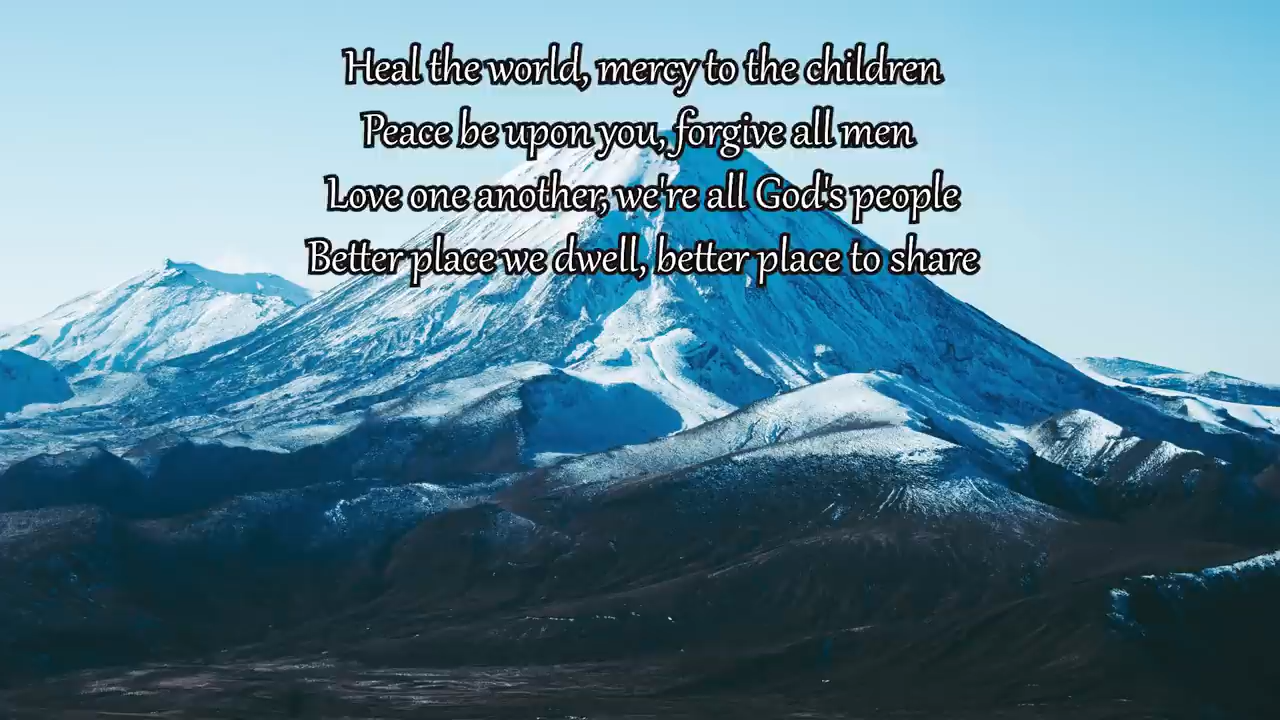 Heal the world, mercy to the children
Peace be upon you, forgive all men
Love one another, we're all God's people
Better place we dwell, better place to share